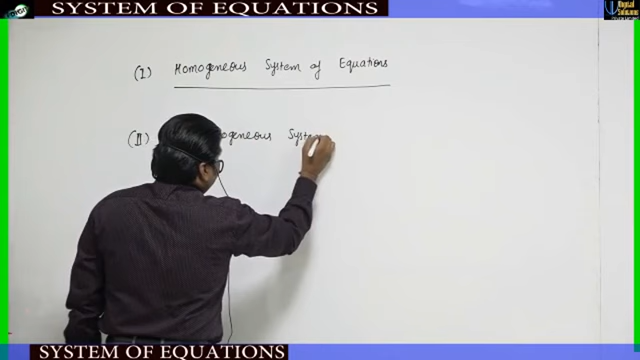 SYSTEM OF EQUATIONS
(I) Homogeneous System of Equations
(II) ogeneous System
SYSTEM OF EQUATIONS